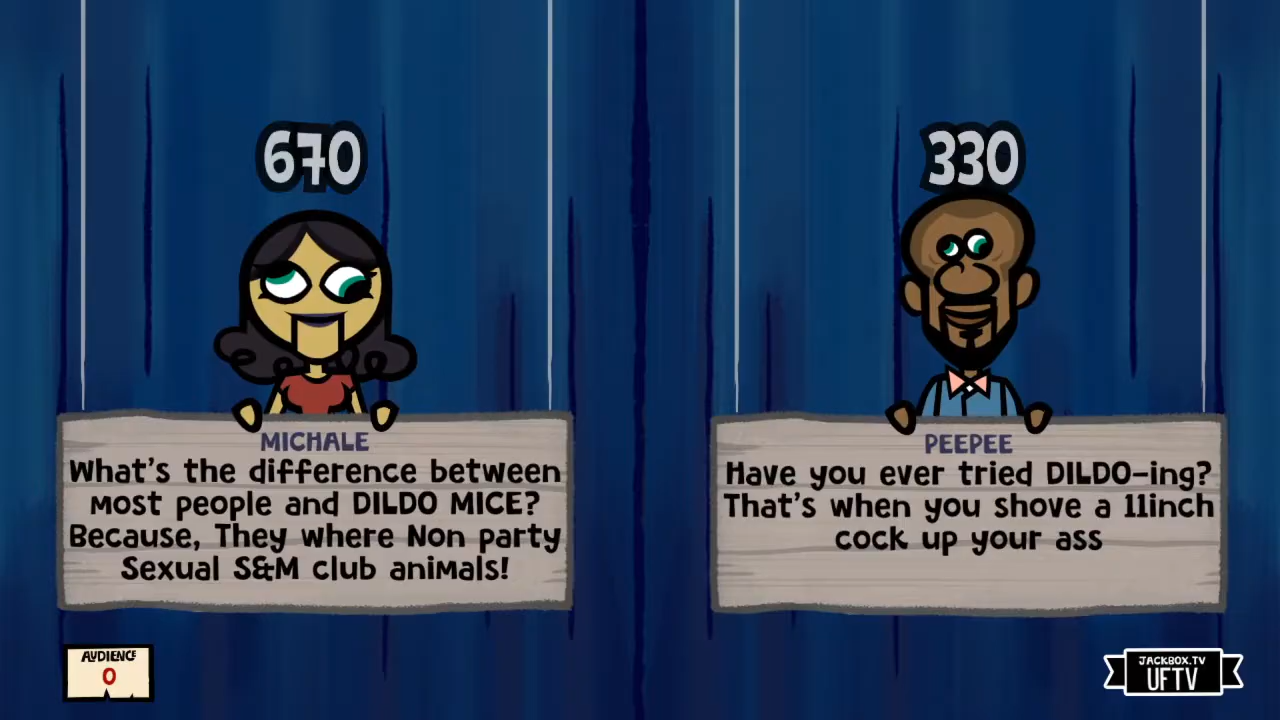 670
330
MICHALE
What's the difference between
most people and DILDO MICE?
Because, They where Non party
Sexual S&M club animals!
PEEPEE
Have you ever tried DILDO-ing?
That's when you shove a 11inch
cock up your ass
AUDIENCE
0
JACKBOX.TV
UFTV